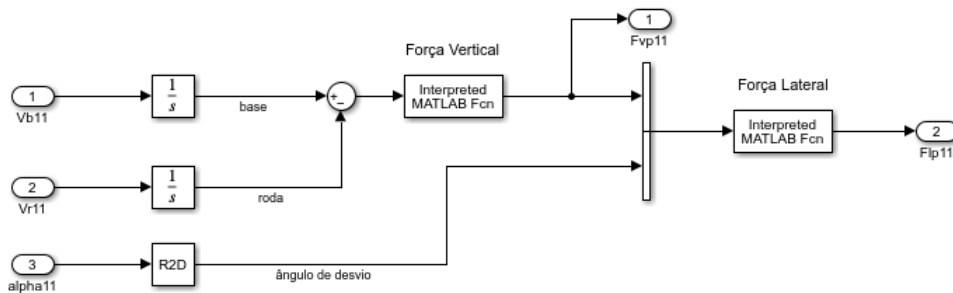 1
Fvp11
Força Vertical
Força Lateral
1
Vb11
1
s
base
+
−
Interpreted
MATLAB Fcn
Interpreted
MATLAB Fcn
2
Flp11
2
Vr11
1
s
roda
3
alpha11
R2D
ângulo de desvio